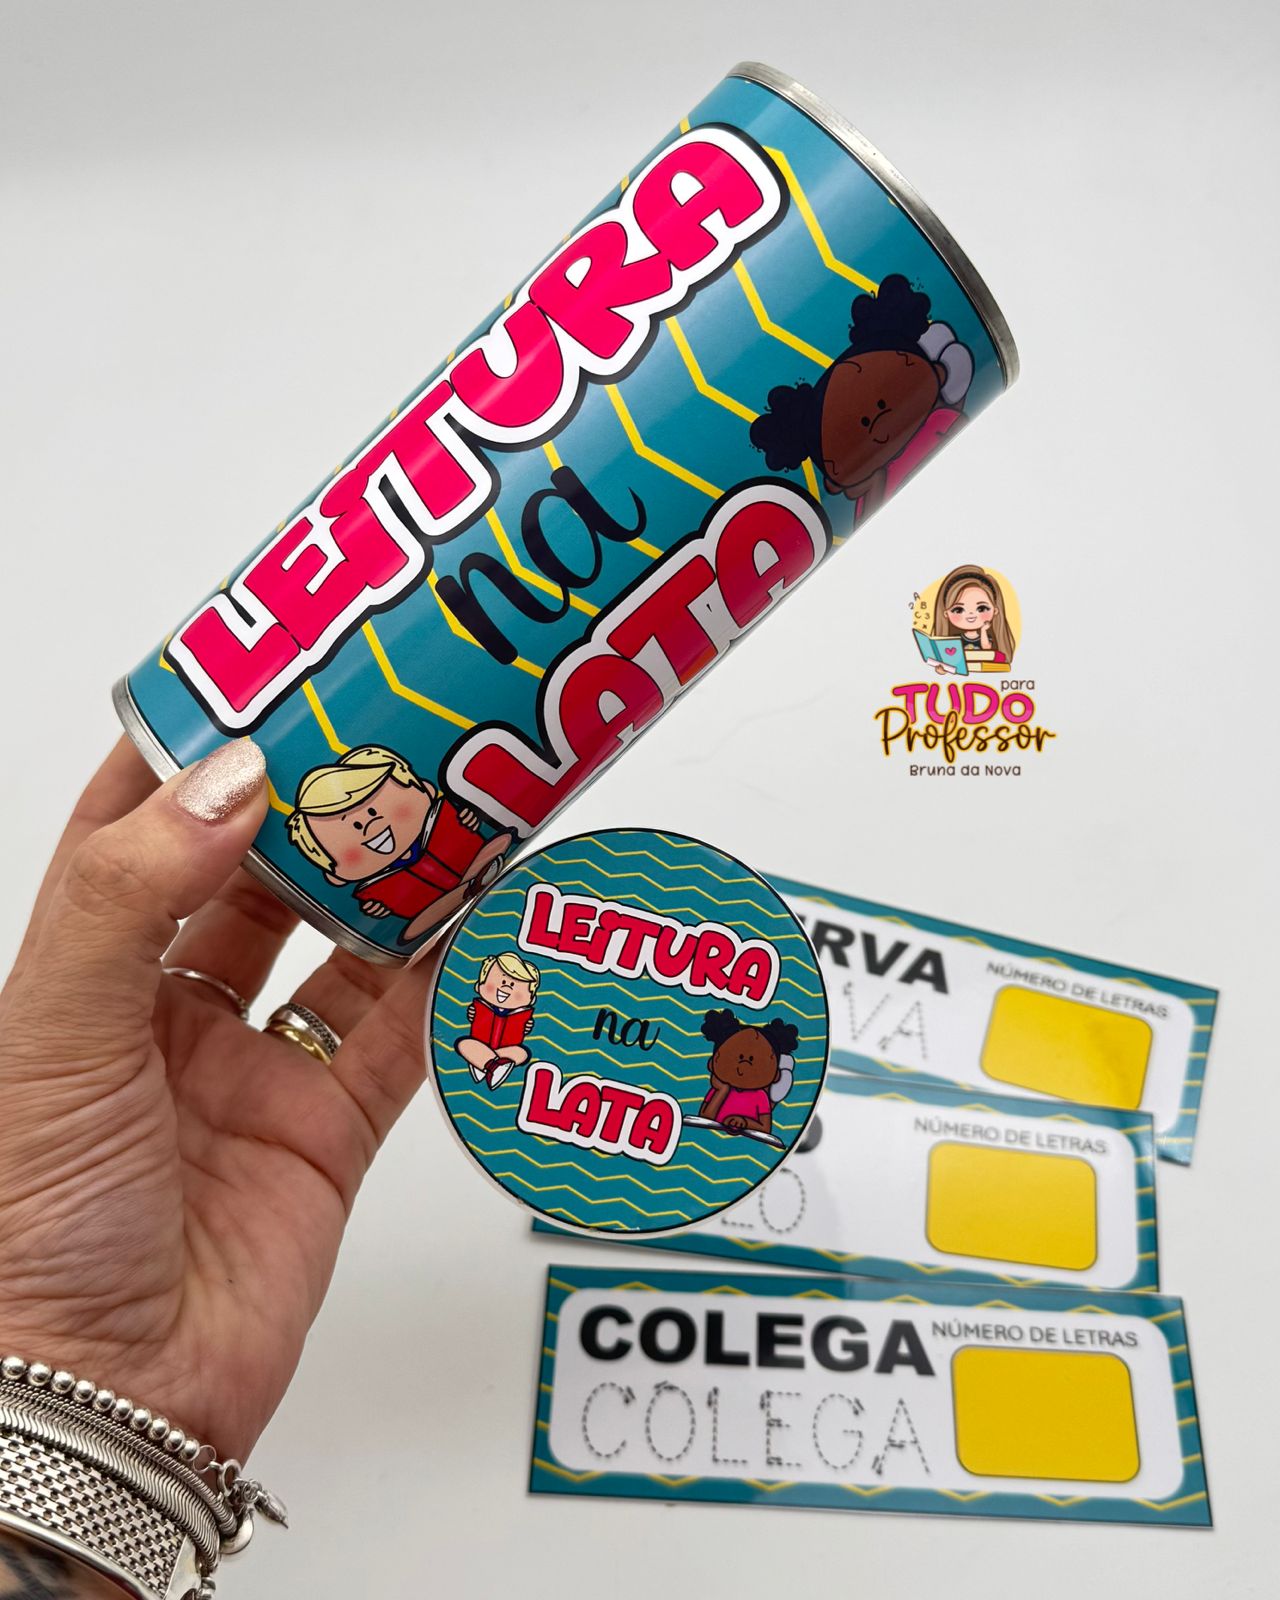 LEITURA
na
LATA
para
TUDO
Professor
Bruna da Nova
A
B
C 3
LEITURA
na
LATA
NÚMERO DE LETRAS
NÚMERO DE LETRAS
COLEGA
NÚMERO DE LETRAS
COLEGA